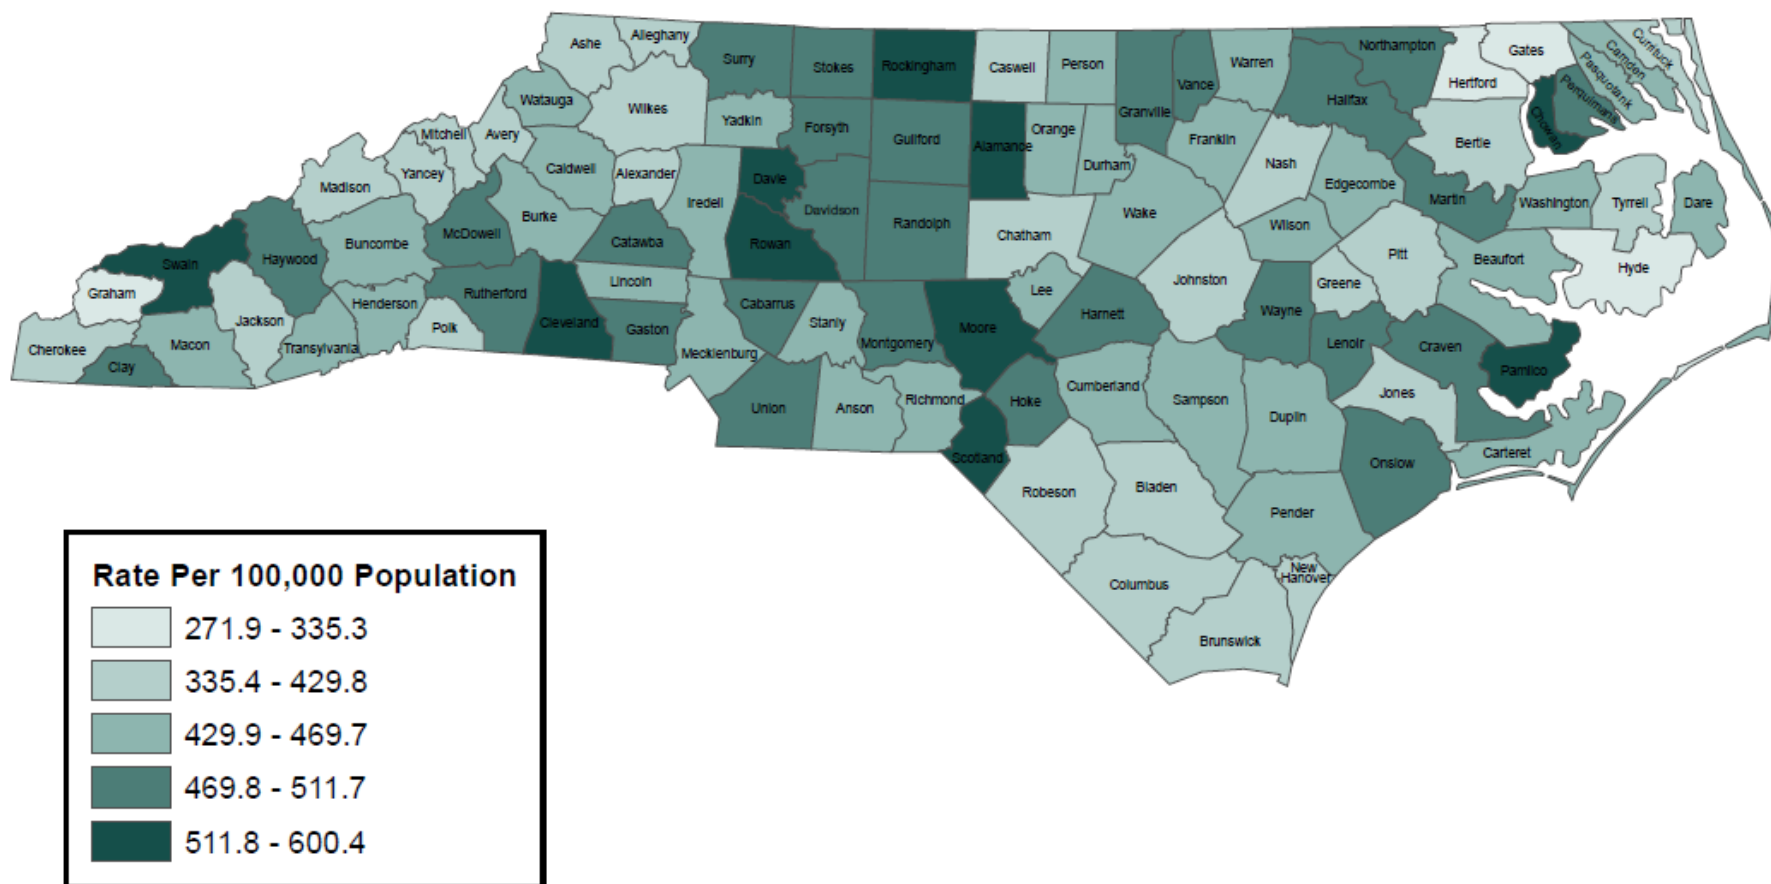 Ashe
Alleghany
Surry
Stokes
Rockingham
Caswell
Person
Granville
Vance
Warren
Northampton
Halifax
Hertford
Gates
Currituck
Camden
Pasquotank
Perquimans
Chowan
Watauga
Wilkes
Yadkin
Forsyth
Guilford
Alamance
Orange
Durham
Franklin
Nash
Edgecombe
Bertie
Mitchell
Avery
Caldwell
Alexander
Davie
Iredell
Davidson
Randolph
Chatham
Wake
Wilson
Martin
Washington
Tyrrell
Dare
Madison
Yancey
Burke
McDowell
Buncombe
Catawba
Rowan
Johnston
Greene
Pitt
Beaufort
Hyde
Swain
Haywood
Graham
Jackson
Henderson
Rutherford
Polk
Cleveland
Lincoln
Gaston
Cabarrus
Stanly
Montgomery
Moore
Lee
Harnett
Wayne
Lenoir
Craven
Pamlico
Cherokee
Clay
Macon
Transylvania
Mecklenburg
Union
Anson
Richmond
Hoke
Cumberland
Sampson
Duplin
Jones
Onslow
Carteret
Scotland
Robeson
Bladen
Pender
Columbus
New
Hanover
Brunswick
Rate Per 100,000 Population
271.9 - 335.3
335.4 - 429.8
429.9 - 469.7
469.8 - 511.7
511.8 - 600.4